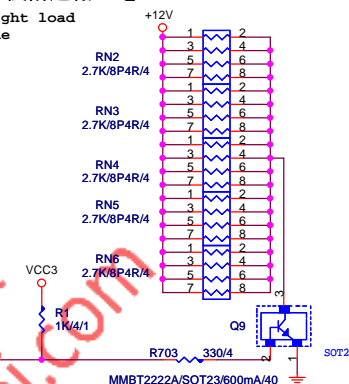 +12V
ght load
e
1 2
3 4
RN2
5 6
2.7K/8P4R/4
7 8
1 2
3 4
RN3
5 6
2.7K/8P4R/4
7 8
1 2
3 4
RN4
5 6
2.7K/8P4R/4
7 8
1 2
3 4
RN5
5 6
2.7K/8P4R/4
7 8
1 2
3 4
RN6
5 6
2.7K/8P4R/4
7 8
VCC3
3
R1
1K/4/1
Q9
R703 330/4
2
1
SOT2
MMBT2222A/SOT23/600mA/40
.com